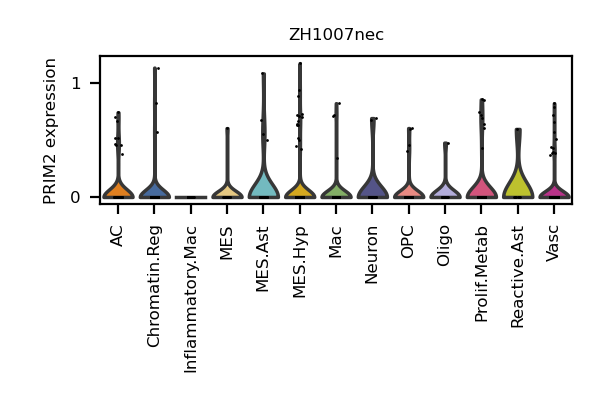 ZH1007nec
PRIM2 expression
1
0
AC
Chromatin.Reg
Inflammatory.Mac
MES
MES.Ast
MES.Hyp
Mac
Neuron
OPC
Oligo
Prolif.Metab
Reactive.Ast
Vasc